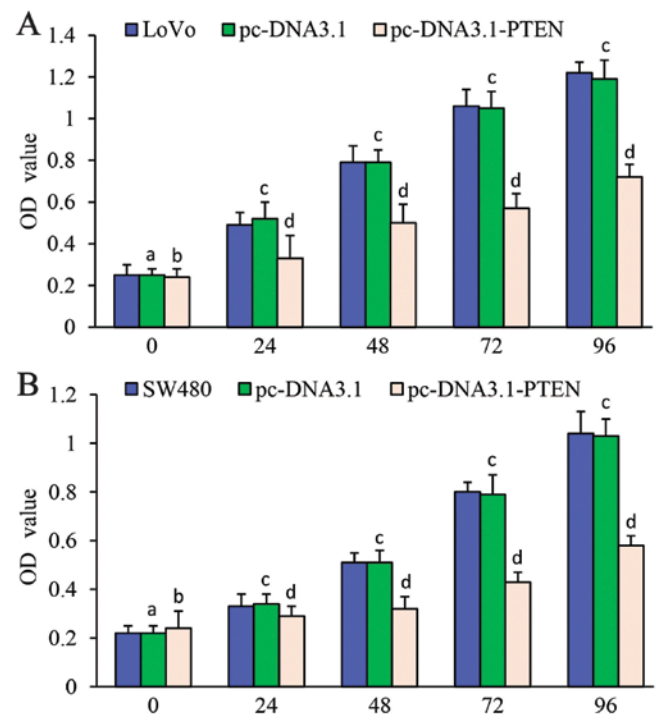 A
LoVo pc-DNA3.1 pc-DNA3.1-PTEN
OD value
1.4
1.2
1
0.8
0.6
0.4
0.2
0
a b
c d
c d
c d
c d
0 24 48 72 96
B
SW480 pc-DNA3.1 pc-DNA3.1-PTEN
OD value
1.2
1
0.8
0.6
0.4
0.2
0
a b
c d
c d
c d
c d
0 24 48 72 96